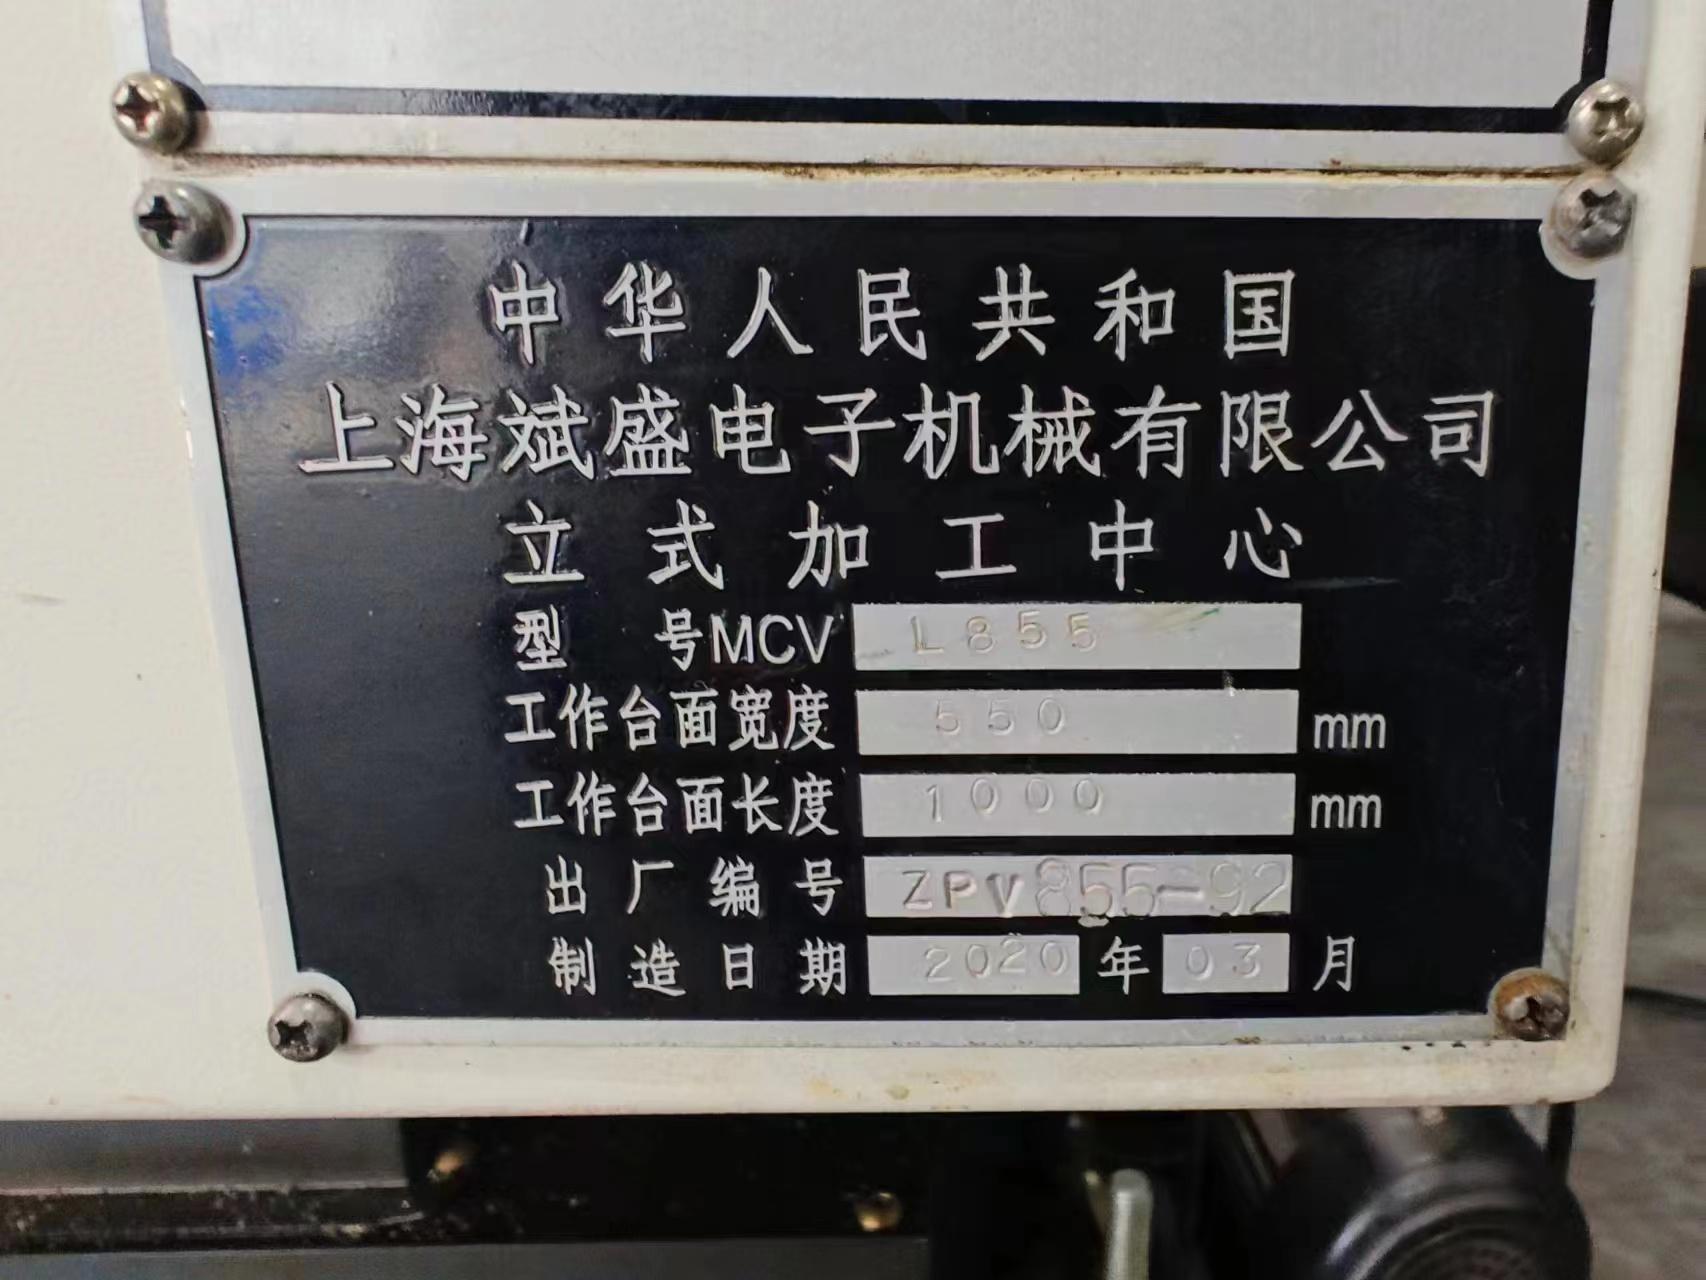 中华人民共和国
上海斌盛电子机械有限公司
立式加工中心
型号MCV L855
工作台面宽度 550 mm
工作台面长度 1000 mm
出厂编号 ZPV855-92
制造日期 2020 年 03 月